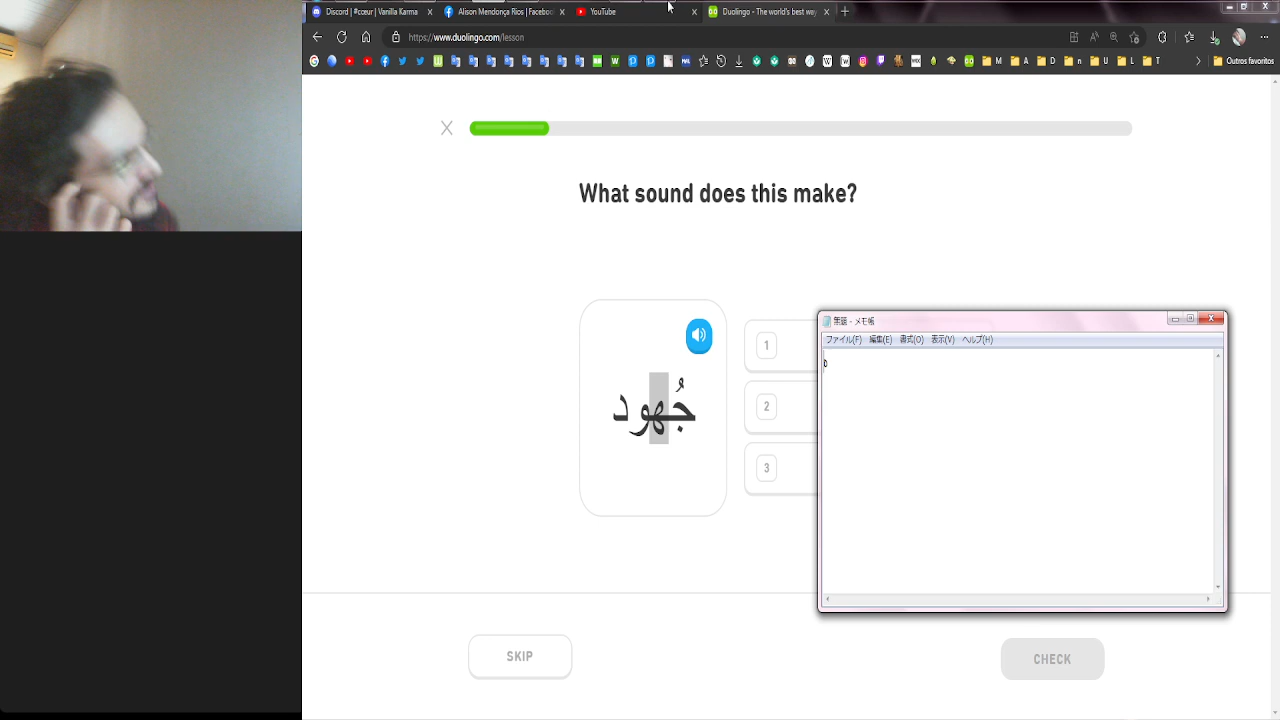 Discord | #cœur | Vanilla Karma
Alison Mendonça Rios | Faceboo
YouTube
Duolingo - The world's best way
https://www.duolingo.com/lesson
M A D n U L T Outros favoritos
What sound does this make?
جُهود
1
2
3
無題 - メモ帳
ファイル(F) 編集(E) 書式(O) 表示(V) ヘルプ(H)
SKIP
CHECK